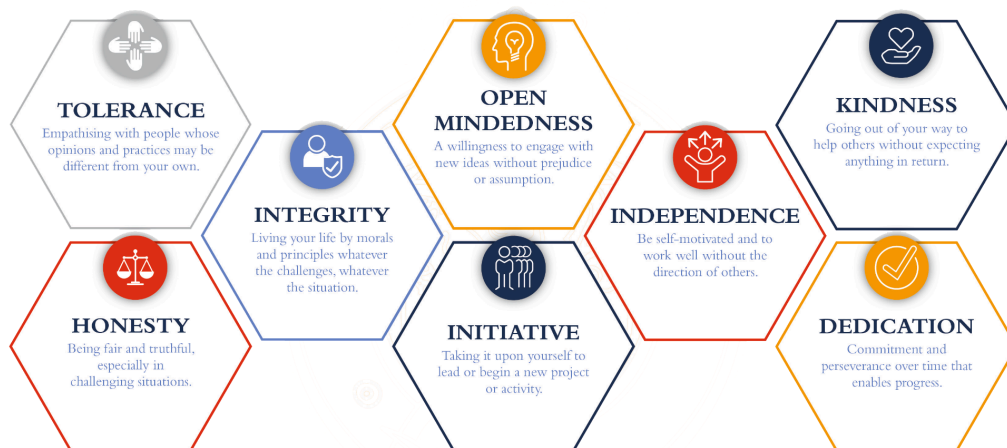 TOLERANCE
Empathising with people whose
opinions and practices may be
different from your own.
HONESTY
Being fair and truthful,
especially in
challenging situations.
INTEGRITY
Living your life by morals
and principles whatever
the challenges, whatever
the situation.
OPEN
MINDEDNESS
A willingness to engage with
new ideas without prejudice
or assumption.
INITIATIVE
Taking it upon yourself to
lead or begin a new project
or activity.
INDEPENDENCE
Be self-motivated and to
work well without the
direction of others.
KINDNESS
Going out of your way to
help others without expecting
anything in return.
DEDICATION
Commitment and
perseverance over time that
enables progress.